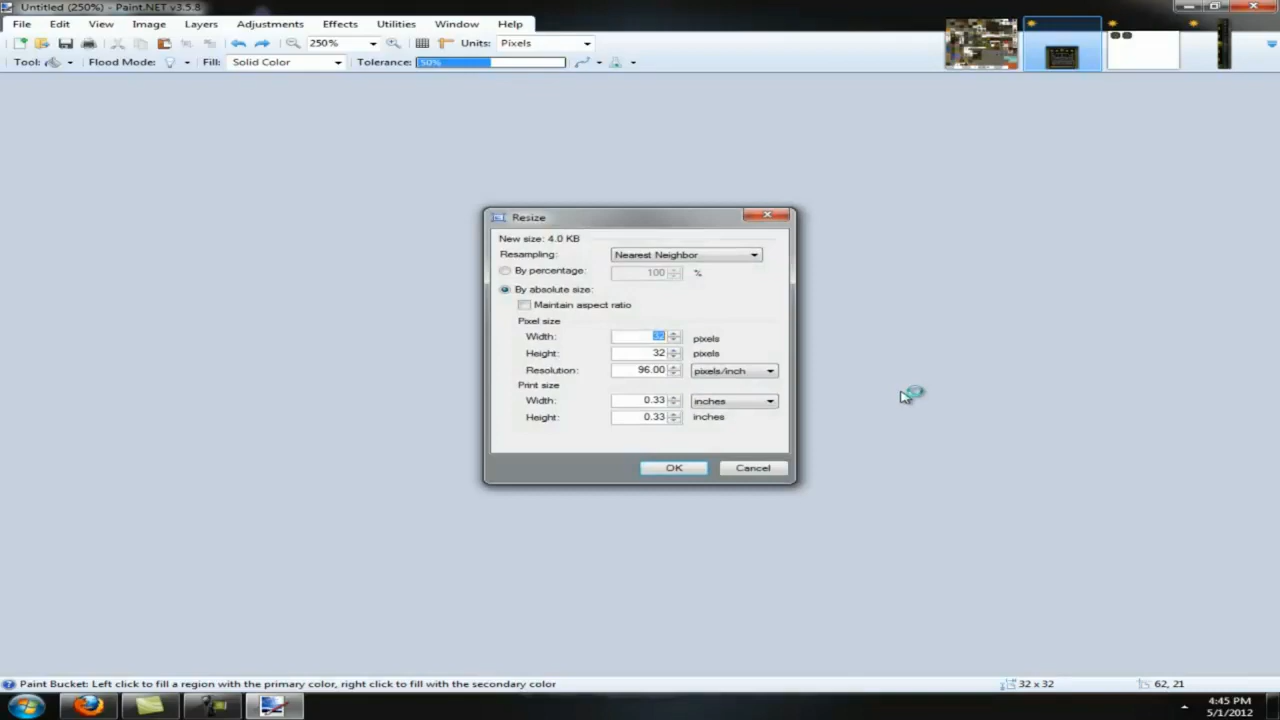 Untitled (250%) - Paint.NET v3.5.8
File Edit View Image Layers Adjustments Effects Utilities Window Help
250% Units: Pixels
Tool: Flood Mode: Fill: Solid Color Tolerance: 50%
Resize
New size: 4.0 KB
Resampling: Nearest Neighbor
By percentage: 100 %
By absolute size:
Maintain aspect ratio
Pixel size
Width: 32 pixels
Height: 32 pixels
Resolution: 96.00 pixels/inch
Print size
Width: 0.33 inches
Height: 0.33 inches
OK Cancel
Paint Bucket: Left click to fill a region with the primary color, right click to fill with the secondary color 32 x 32 62, 21
4:45 PM
5/1/2012